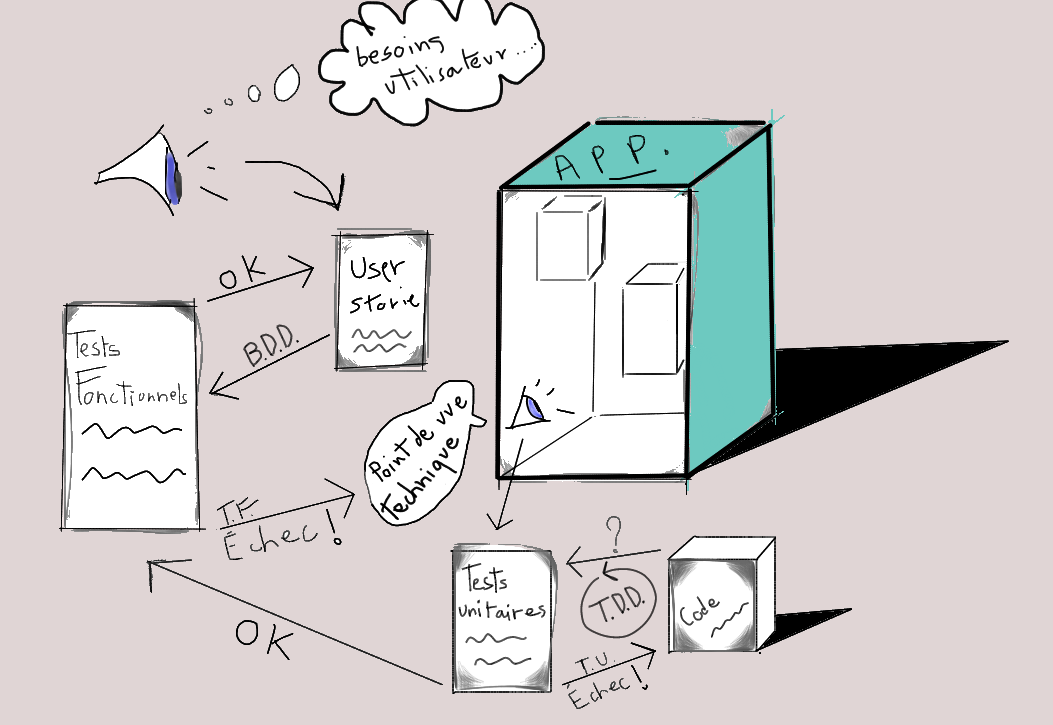 besoins
utilisateur....
APP.
OK
User
storie
B.D.D.
Tests
Fonctionnels
Point de vue
technique
T.F.
Échec!
?
T.D.D.
Tests
unitaires
Code
OK
T.U.
Échec!